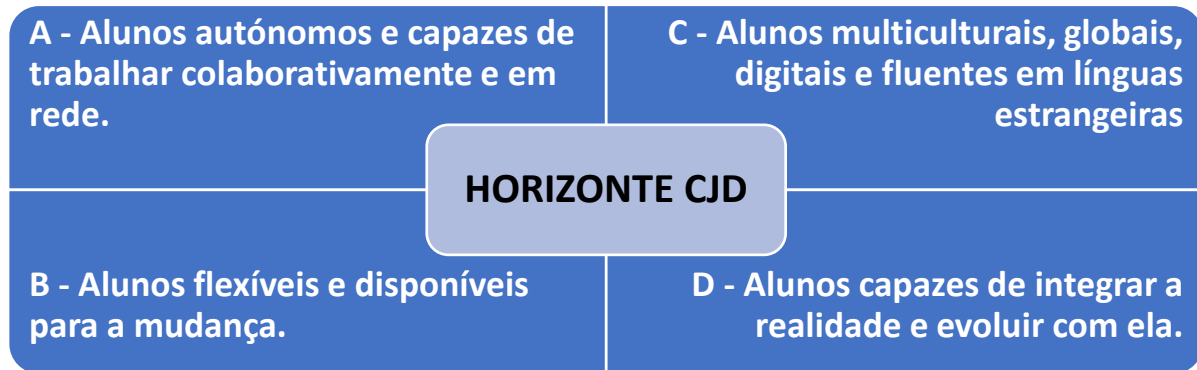 A - Alunos autónomos e capazes de
trabalhar colaborativamente e em
rede.
C - Alunos multiculturais, globais,
digitais e fluentes em línguas
estrangeiras
HORIZONTE CJD
B - Alunos flexíveis e disponíveis
para a mudança.
D - Alunos capazes de integrar a
realidade e evoluir com ela.